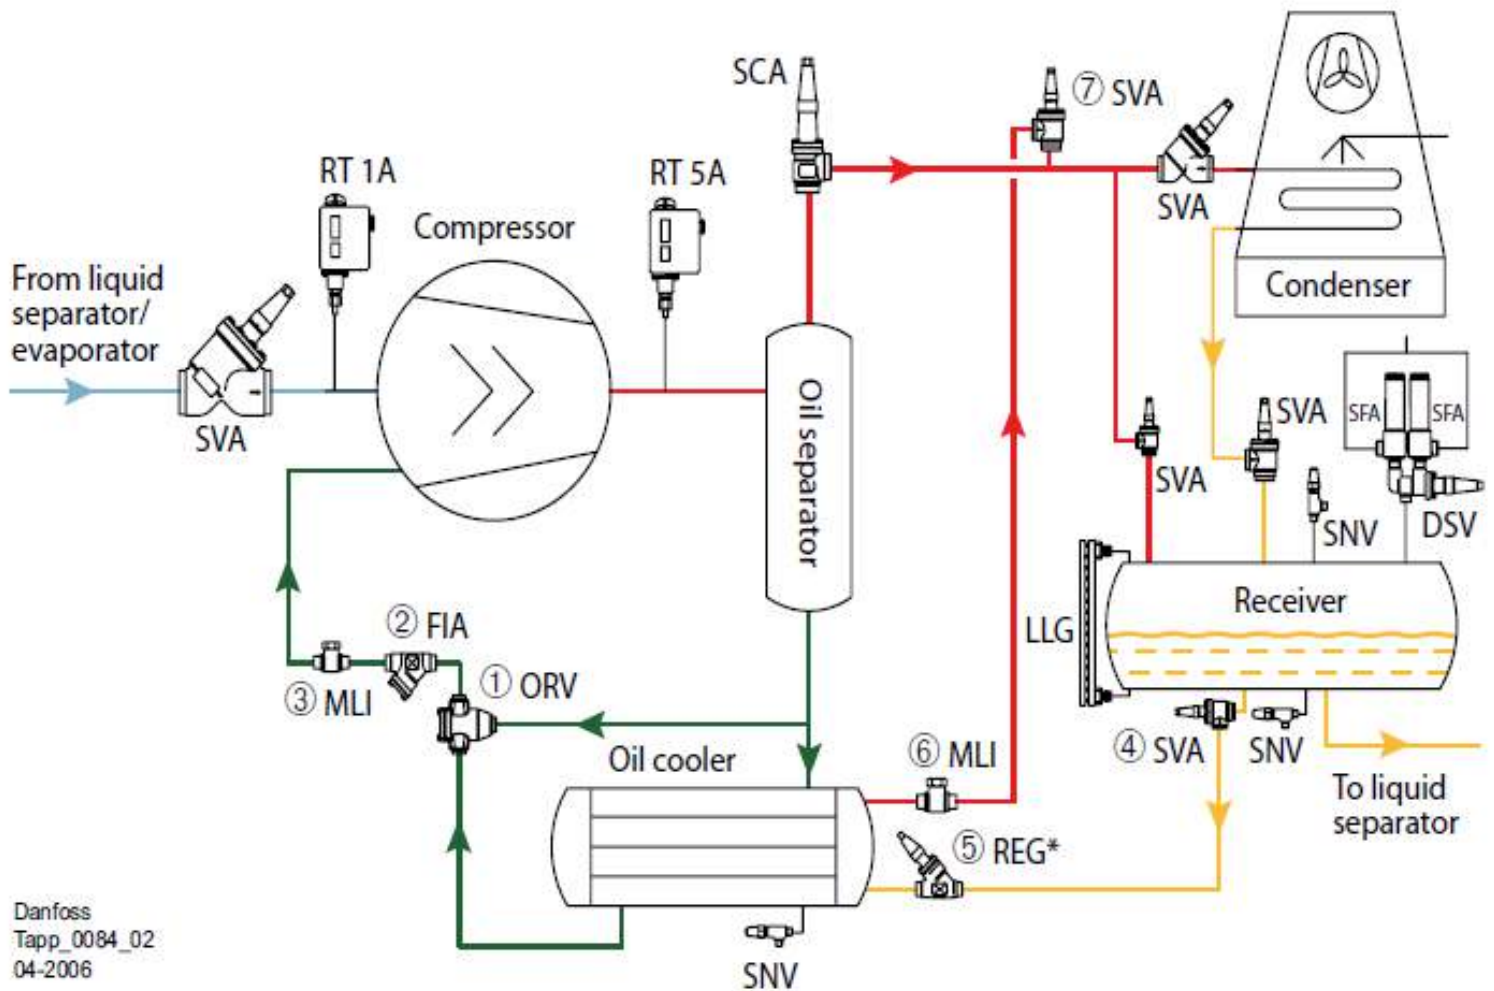 SCA
⑦ SVA
RT 1A
RT 5A
Compressor
SVA
From liquid
separator/
evaporator
Condenser
SVA
Oil separator
SVA
SFA
SFA
SVA
SNV
DSV
② FIA
LLG
Receiver
③ MLI
① ORV
Oil cooler
⑥ MLI
④ SVA
SNV
To liquid
separator
⑤ REG*
Danfoss
Tapp_0084_02
04-2006
SNV